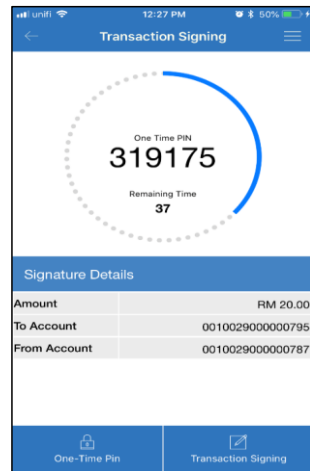 unifi 12:27 PM 50%
Transaction Signing
One Time PIN
319175
Remaining Time
37
Signature Details
Amount RM 20.00
To Account 0010029000000795
From Account 0010029000000787
One-Time Pin Transaction Signing